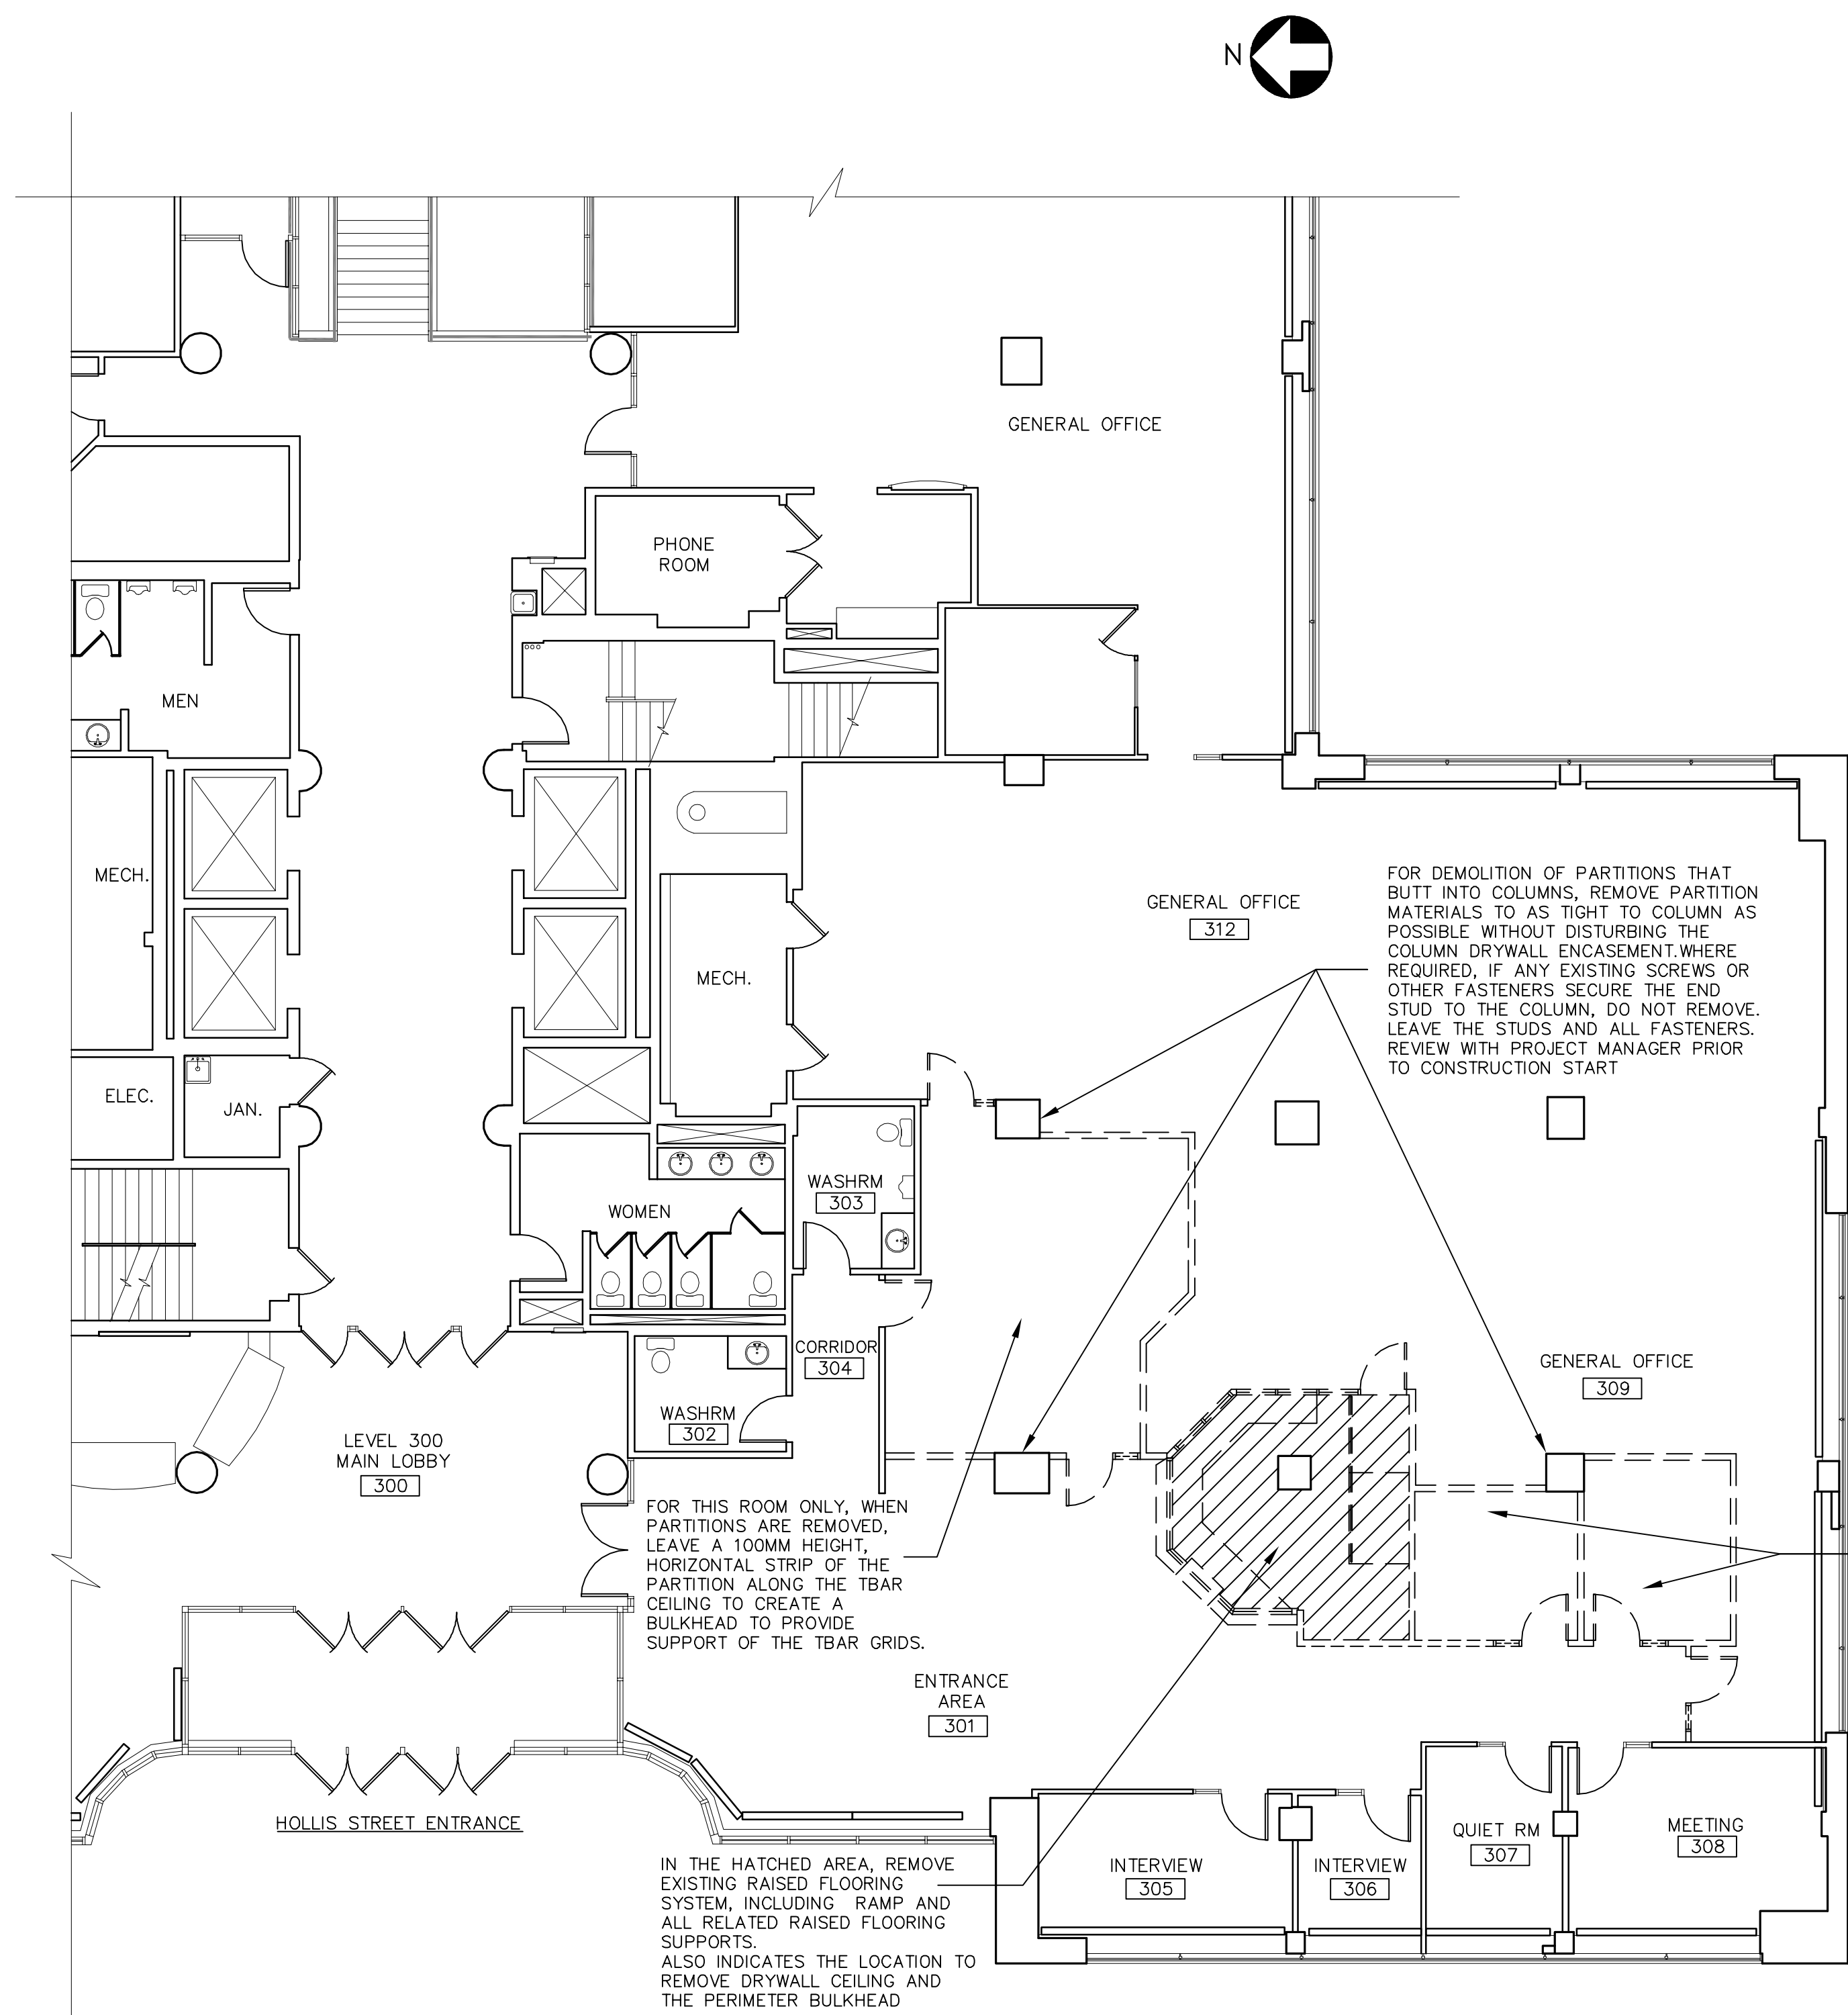 N
GENERAL OFFICE
PHONE
ROOM
MEN
MECH.
GENERAL OFFICE
312
FOR DEMOLITION OF PARTITIONS THAT
BUTT INTO COLUMNS, REMOVE PARTITION
MATERIALS TO AS TIGHT TO COLUMN AS
POSSIBLE WITHOUT DISTURBING THE
COLUMN DRYWALL ENCASEMENT.WHERE
REQUIRED, IF ANY EXISTING SCREWS OR
OTHER FASTENERS SECURE THE END
STUD TO THE COLUMN, DO NOT REMOVE.
LEAVE THE STUDS AND ALL FASTENERS.
REVIEW WITH PROJECT MANAGER PRIOR
TO CONSTRUCTION START
MECH.
ELEC.
JAN.
WASHRM
303
WOMEN
CORRIDOR
304
GENERAL OFFICE
309
WASHRM
302
LEVEL 300
MAIN LOBBY
300
FOR THIS ROOM ONLY, WHEN
PARTITIONS ARE REMOVED,
LEAVE A 100MM HEIGHT,
HORIZONTAL STRIP OF THE
PARTITION ALONG THE TBAR
CEILING TO CREATE A
BULKHEAD TO PROVIDE
SUPPORT OF THE TBAR GRIDS.
ENTRANCE
AREA
301
HOLLIS STREET ENTRANCE
INTERVIEW
305
INTERVIEW
306
QUIET RM
307
MEETING
308
IN THE HATCHED AREA, REMOVE
EXISTING RAISED FLOORING
SYSTEM, INCLUDING RAMP AND
ALL RELATED RAISED FLOORING
SUPPORTS.
ALSO INDICATES THE LOCATION TO
REMOVE DRYWALL CEILING AND
THE PERIMETER BULKHEAD